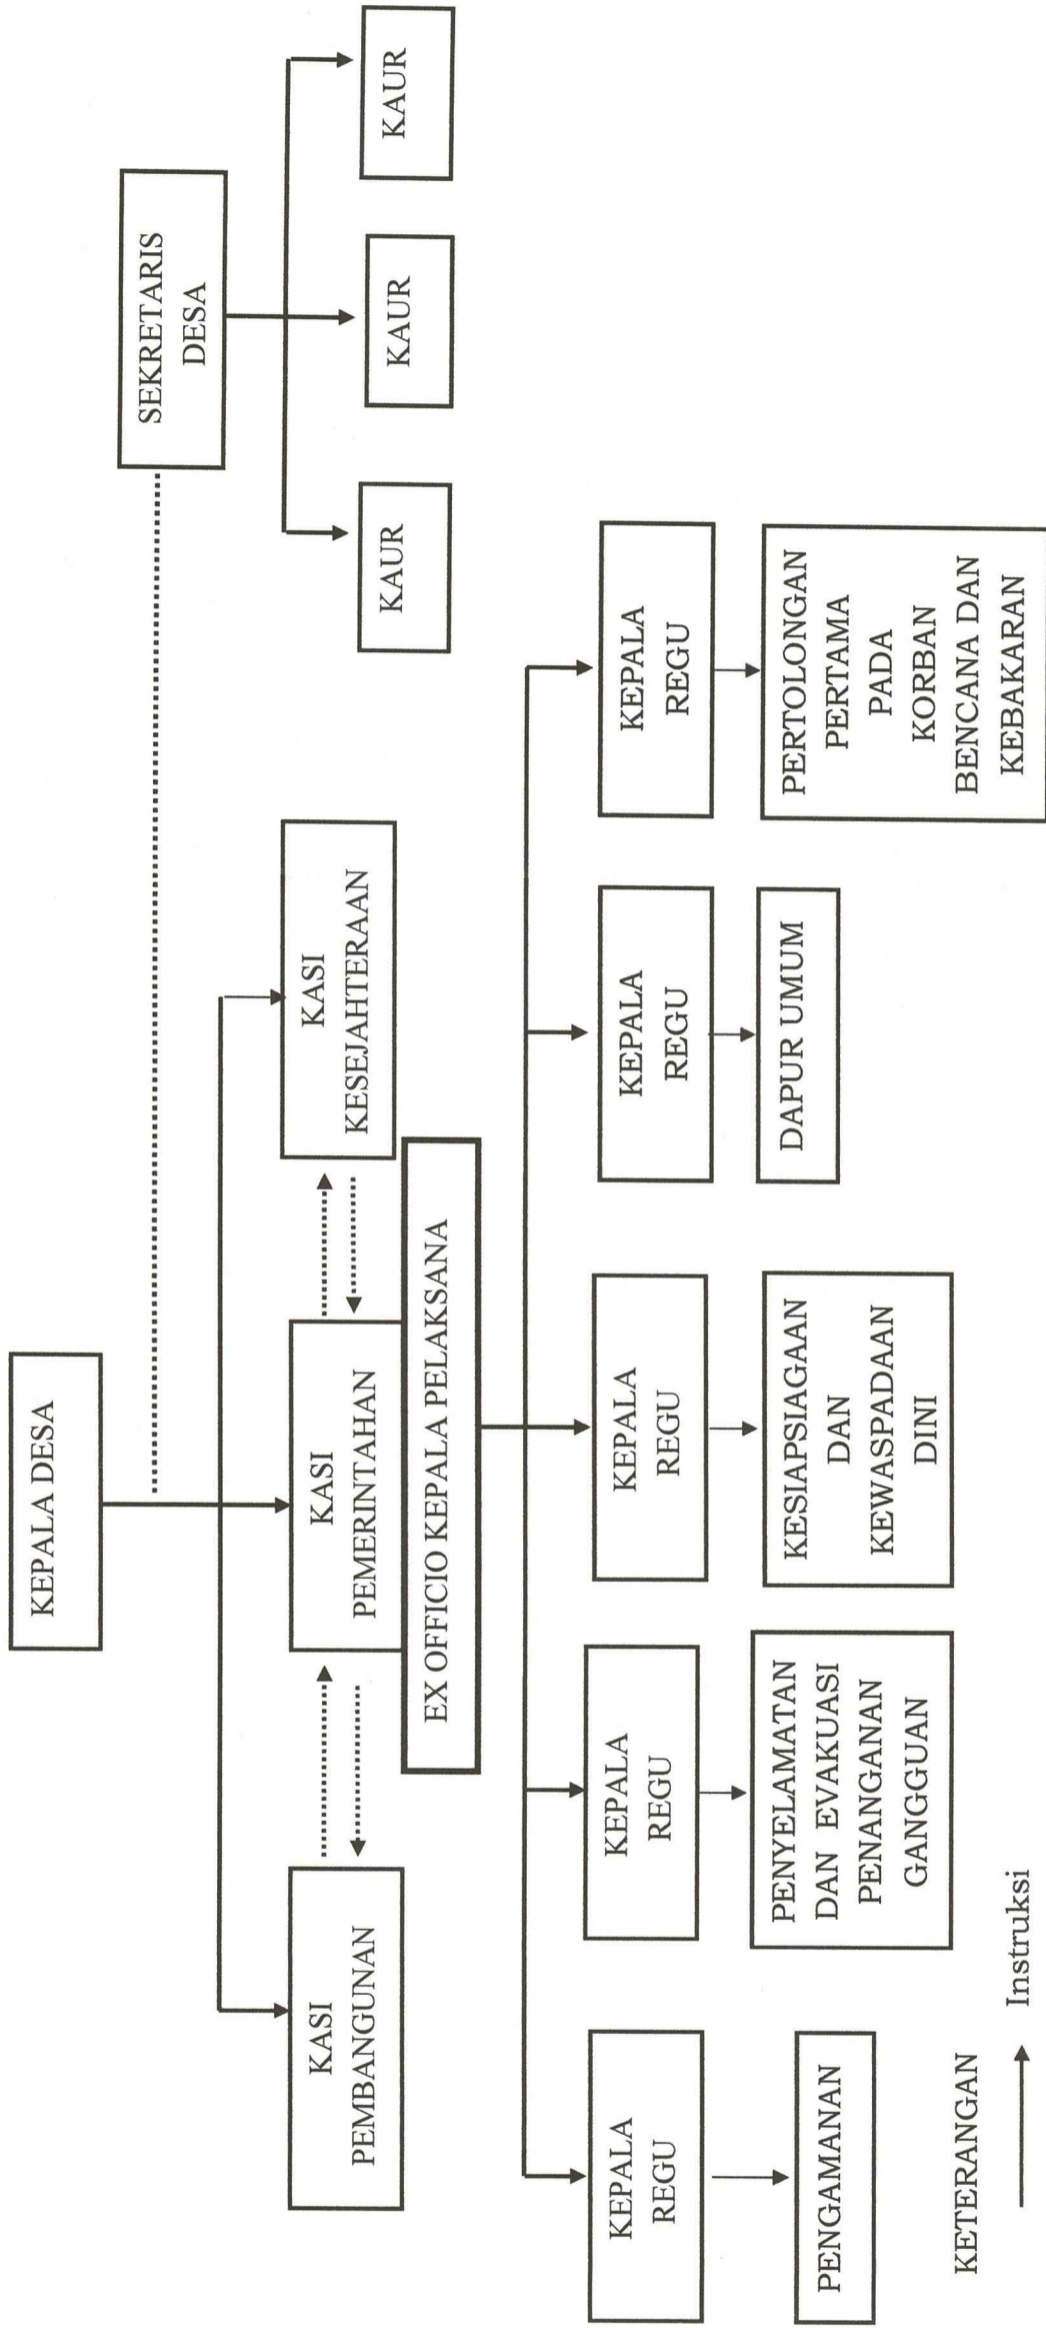 KEPALA DESA
SEKRETARIS
DESA
KASI
PEMBANGUNAN
KASI
PEMERINTAHAN
KASI
KESEJAHTERAAN
KAUR
KAUR
KAUR
EX OFFICIO KEPALA PELAKSANA
KEPALA
REGU
KEPALA
REGU
KEPALA
REGU
KEPALA
REGU
KEPALA
REGU
PENGAMANAN
PENYELAMATAN
DAN EVAKUASI
PENANGANAN
GANGGUAN
KESIAPSIAGAAN
DAN
KEWASPADAAN
DINI
DAPUR UMUM
PERTOLONGAN
PERTAMA
PADA
KORBAN
BENCANA DAN
KEBAKARAN
KETERANGAN
Instruksi